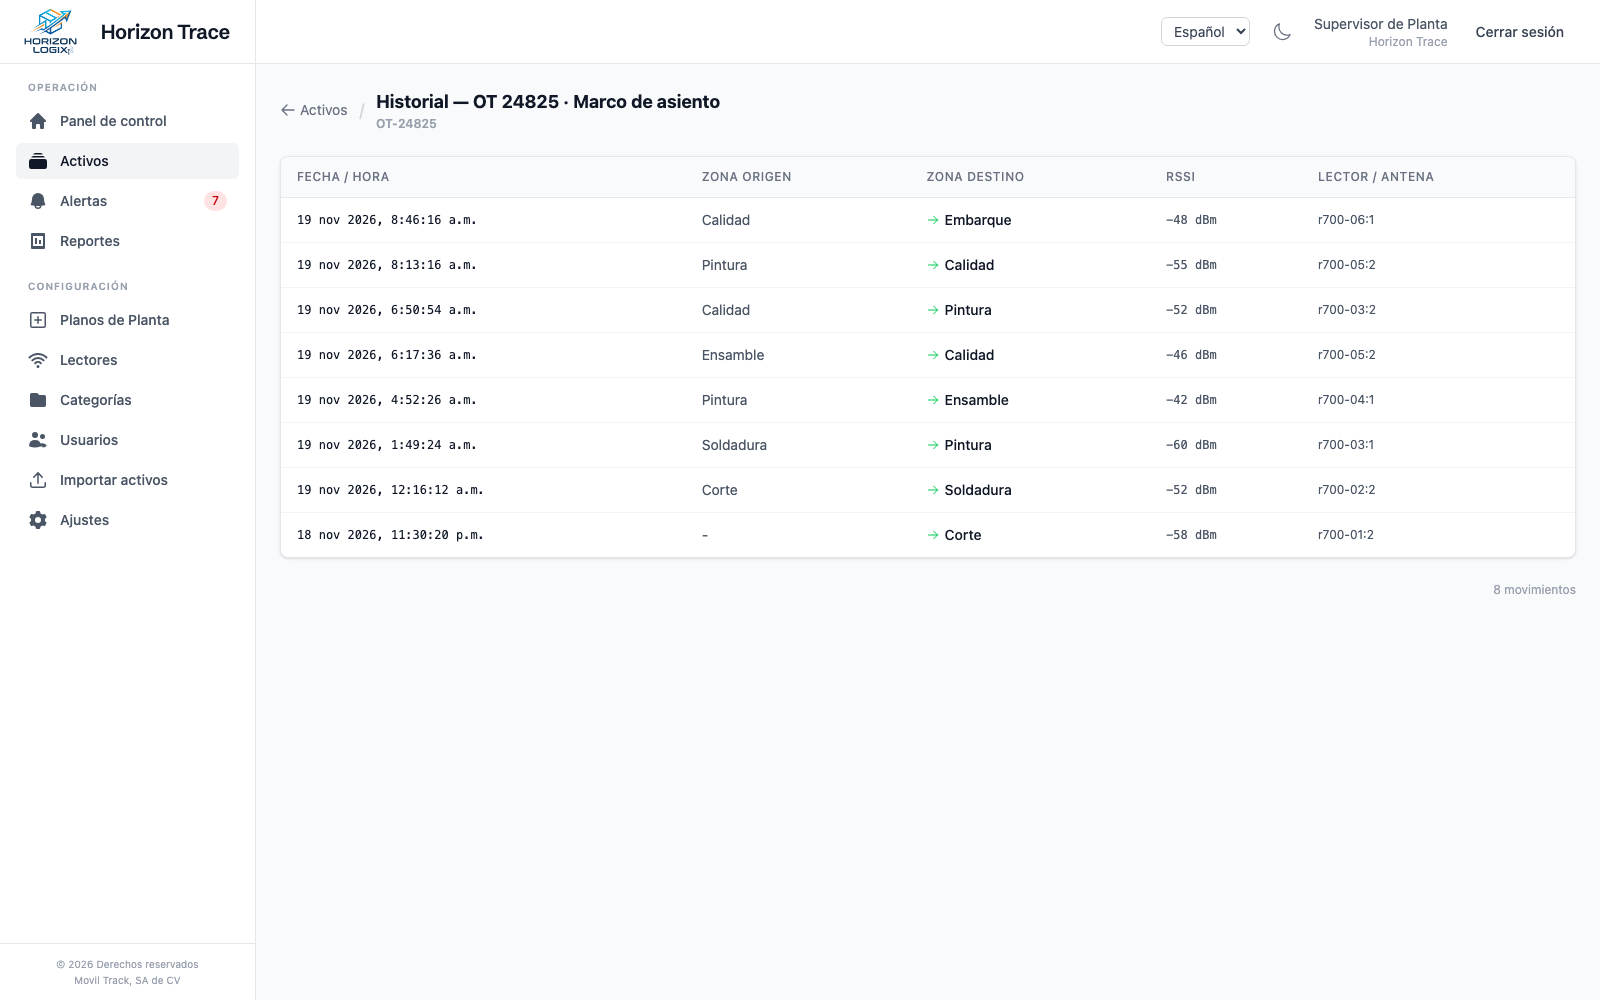 HORIZON
LOGIX
Horizon Trace
Español
Supervisor de Planta
Horizon Trace
Cerrar sesión
OPERACIÓN
Panel de control
Activos
Alertas 7
Reportes
CONFIGURACIÓN
Planos de Planta
Lectores
Categorías
Usuarios
Importar activos
Ajustes
© 2026 Derechos reservados
Movil Track, SA de CV
← Activos / Historial — OT 24825 · Marco de asiento
OT-24825
FECHA / HORA ZONA ORIGEN ZONA DESTINO RSSI LECTOR / ANTENA
19 nov 2026, 8:46:16 a.m. Calidad → Embarque −48 dBm r700-06:1
19 nov 2026, 8:13:16 a.m. Pintura → Calidad −55 dBm r700-05:2
19 nov 2026, 6:50:54 a.m. Calidad → Pintura −52 dBm r700-03:2
19 nov 2026, 6:17:36 a.m. Ensamble → Calidad −46 dBm r700-05:2
19 nov 2026, 4:52:26 a.m. Pintura → Ensamble −42 dBm r700-04:1
19 nov 2026, 1:49:24 a.m. Soldadura → Pintura −60 dBm r700-03:1
19 nov 2026, 12:16:12 a.m. Corte → Soldadura −52 dBm r700-02:2
18 nov 2026, 11:30:20 p.m. - → Corte −58 dBm r700-01:2
8 movimientos